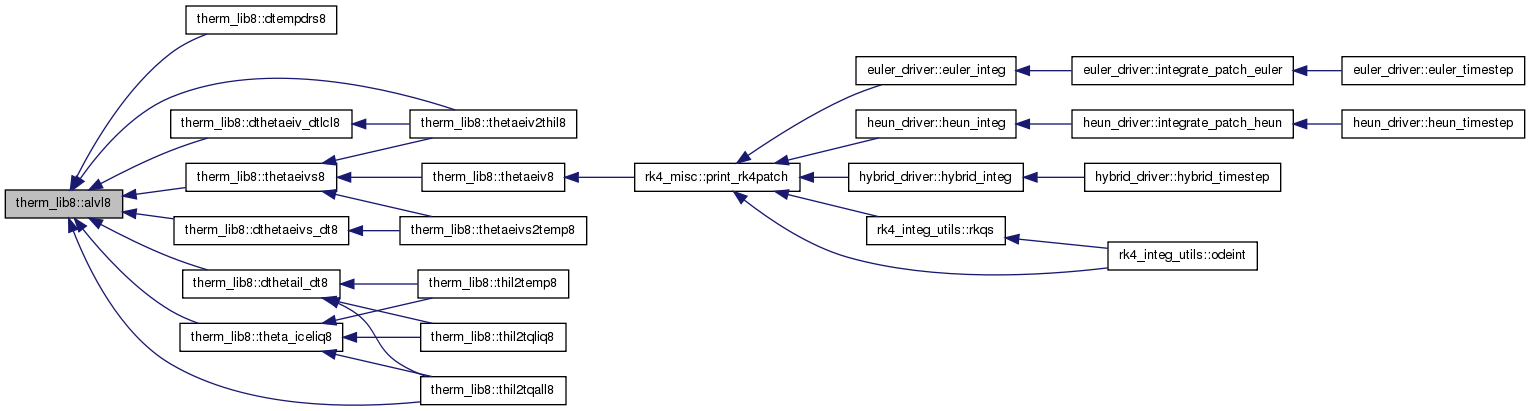 therm_lib8::dtempdrs8
euler_driver::euler_integ
euler_driver::integrate_patch_euler
euler_driver::euler_timestep
therm_lib8::dthetaeiv_dtlcl8
therm_lib8::thetaeiv2thil8
heun_driver::heun_integ
heun_driver::integrate_patch_heun
heun_driver::heun_timestep
therm_lib8::thetaeivs8
therm_lib8::thetaeiv8
rk4_misc::print_rk4patch
hybrid_driver::hybrid_integ
hybrid_driver::hybrid_timestep
therm_lib8::alvl8
therm_lib8::dthetaeivs_dt8
therm_lib8::thetaeivs2temp8
rk4_integ_utils::rkqs
rk4_integ_utils::odeint
therm_lib8::dthetail_dt8
therm_lib8::thil2temp8
therm_lib8::theta_iceliq8
therm_lib8::thil2tqliq8
therm_lib8::thil2tqall8